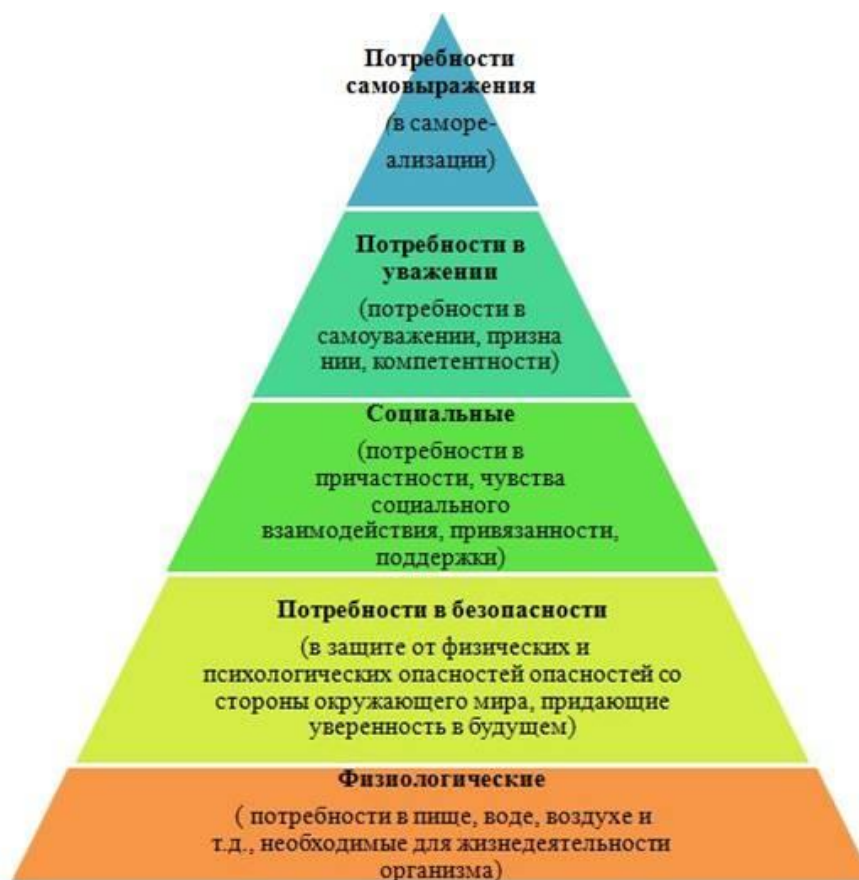 Потребности
самовыражения
(в саморе-
ализации)
Потребности в
уважении
(потребности в
самоуважении, призна
нии, компетентности)
Социальные
(потребности в
причастности, чувства
социального
взаимодействия, привязанности,
поддержки)
Потребности в безопасности
(в защите от физических и
психологических опасностей опасностей со
стороны окружающего мира, придающие
уверенность в будущем)
Физиологические
( потребности в пище, воде, воздухе и
т.д., необходимые для жизнедеятельности
организма)